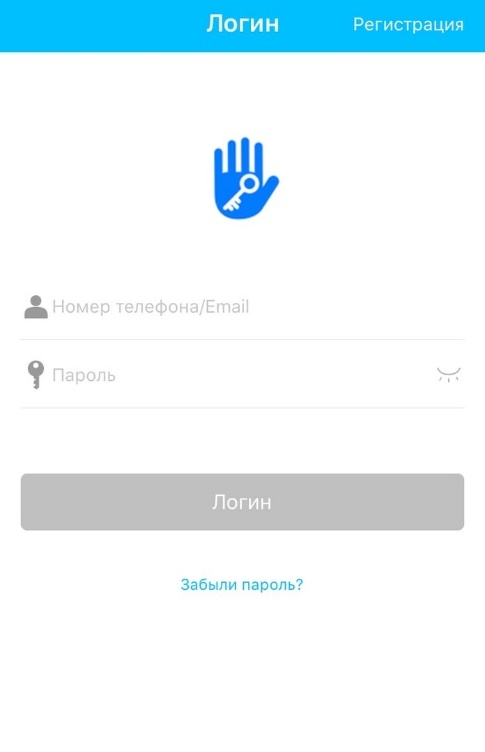 Логин
Регистрация
Номер телефона/Email
Пароль
Логин
Забыли пароль?